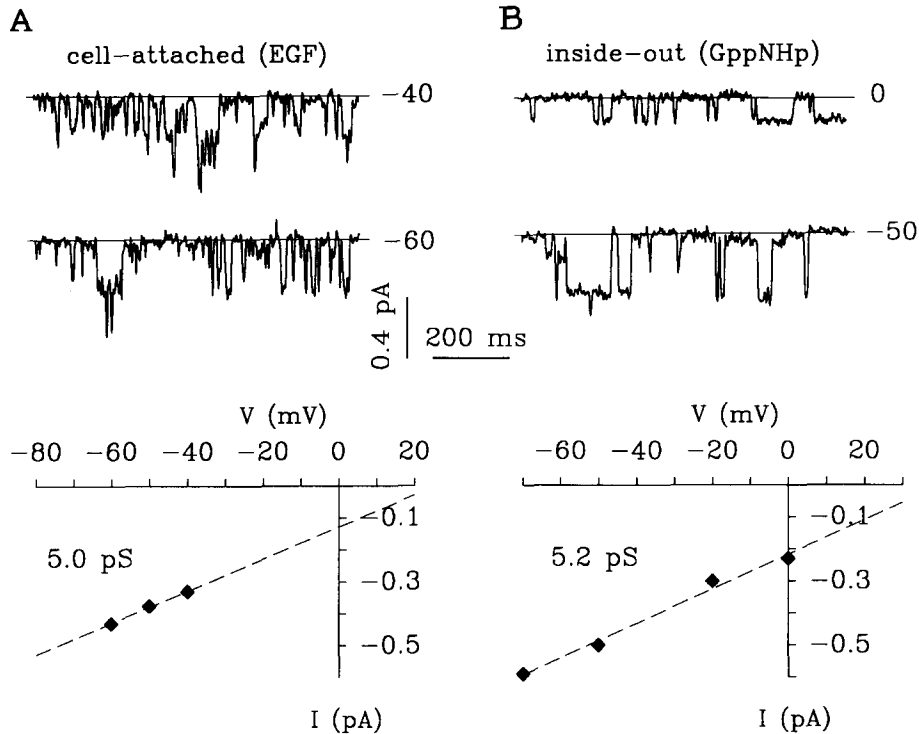 A
cell-attached (EGF)
-40
-60
B
inside-out (GppNHp)
0
-50
0.4 pA
200 ms
V (mV)
-80 -60 -40 -20 0 20
-0.1
-0.3
-0.5
5.0 pS
I (pA)
V (mV)
-60 -40 -20 0 20
-0.1
-0.3
-0.5
5.2 pS
I (pA)